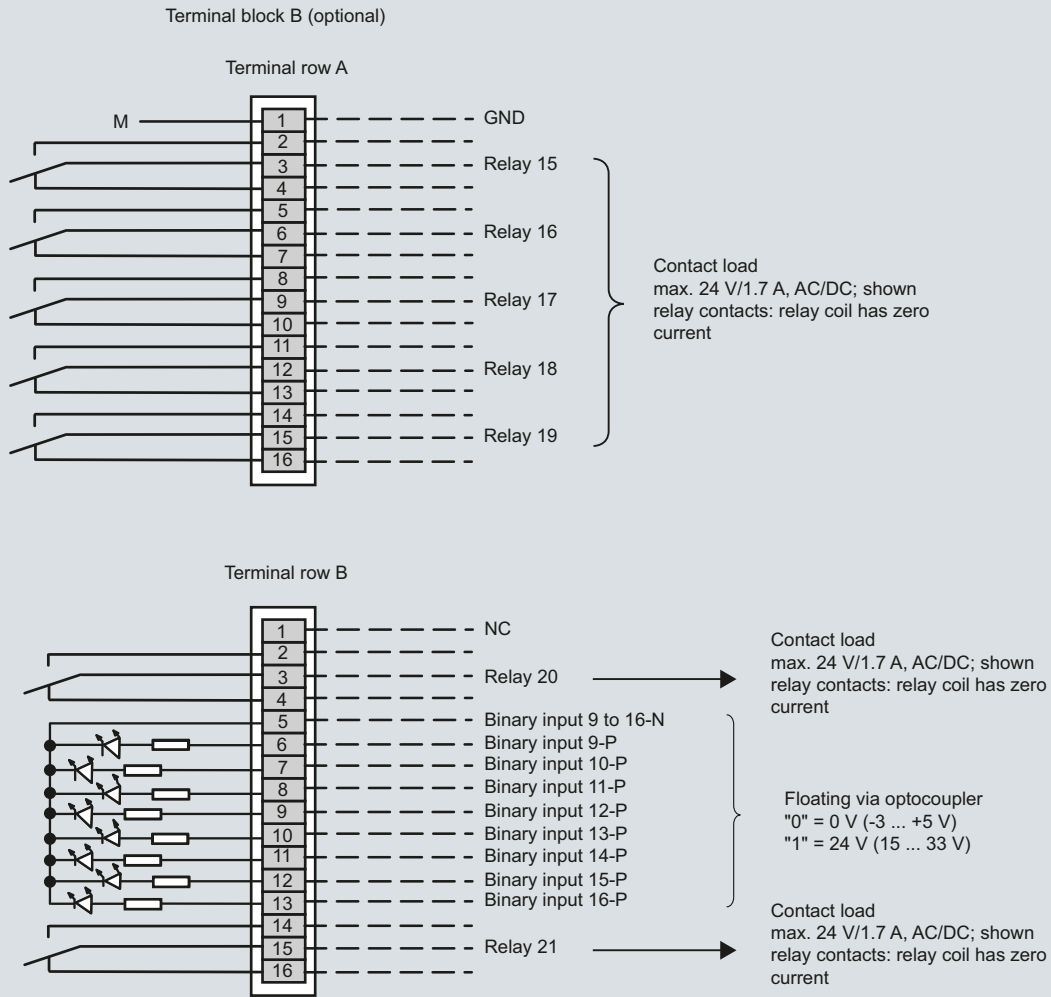 Terminal block B (optional)
Terminal row A
M
1
GND
2
3
Relay 15
4
5
6
Relay 16
7
8
9
Relay 17
10
11
12
Relay 18
13
14
15
Relay 19
16
Contact load
max. 24 V/1.7 A, AC/DC; shown
relay contacts: relay coil has zero
current
Terminal row B
1
NC
2
3
Relay 20
4
Contact load
max. 24 V/1.7 A, AC/DC; shown
relay contacts: relay coil has zero
current
5
Binary input 9 to 16-N
6
Binary input 9-P
7
Binary input 10-P
8
Binary input 11-P
9
Binary input 12-P
10
Binary input 13-P
11
Binary input 14-P
12
Binary input 15-P
13
Binary input 16-P
Floating via optocoupler
"0" = 0 V (-3 ... +5 V)
"1" = 24 V (15 ... 33 V)
14
15
Relay 21
16
Contact load
max. 24 V/1.7 A, AC/DC; shown
relay contacts: relay coil has zero
current